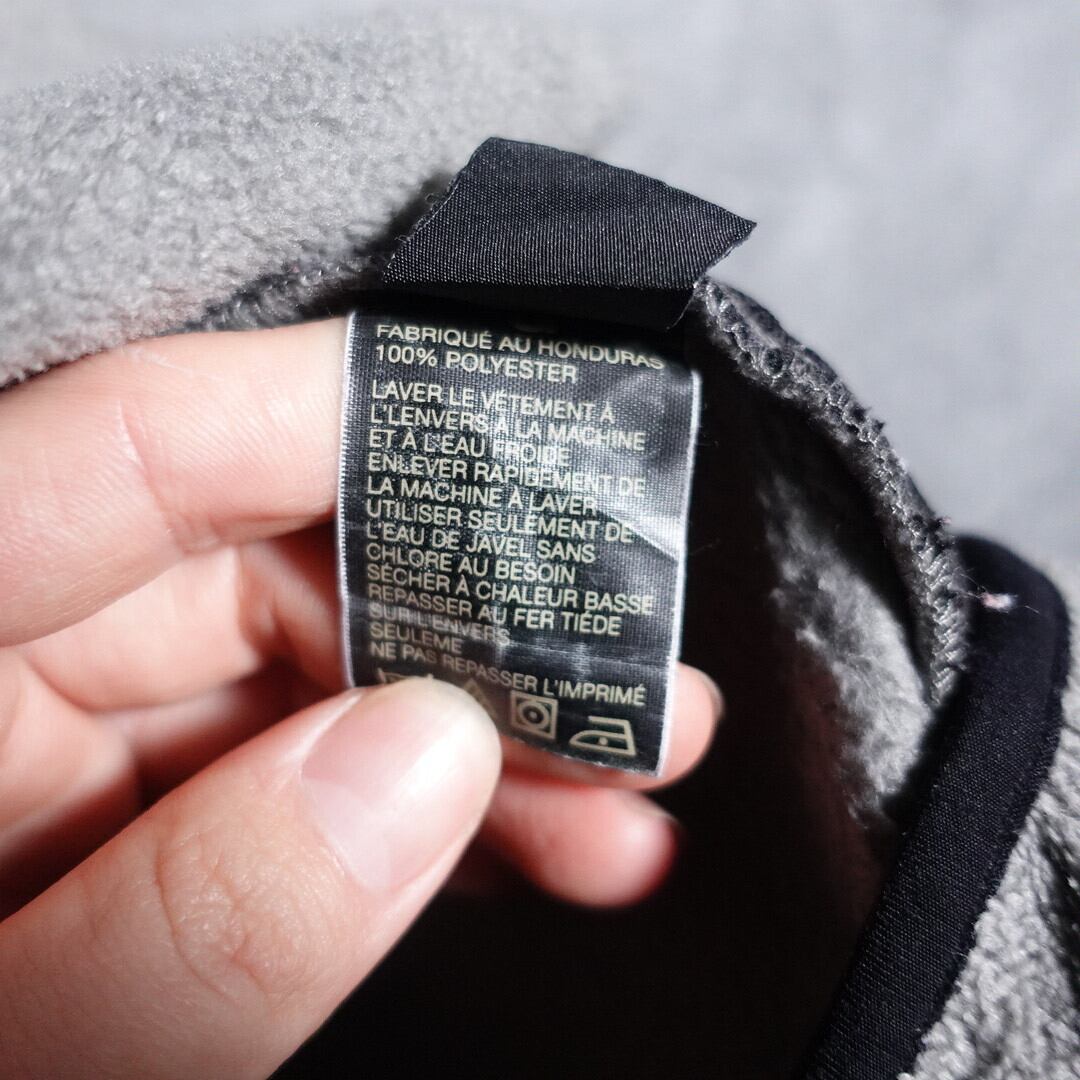 FABRIQUÉ AU HONDURAS
100% POLYESTER
LAVER LE VÊTEMENT À
L'ENVERS À LA MACHINE
ET À L'EAU FROIDE
ENLEVER RAPIDEMENT DE
LA MACHINE À LAVER
UTILISER SEULEMENT DE
L'EAU DE JAVEL SANS
CHLORE AU BESOIN
SÉCHER À CHALEUR BASSE
REPASSER AU FER TIÈDE
SUR L'ENVERS
SEULEME
NE PAS REPASSER L'IMPRIMÉ